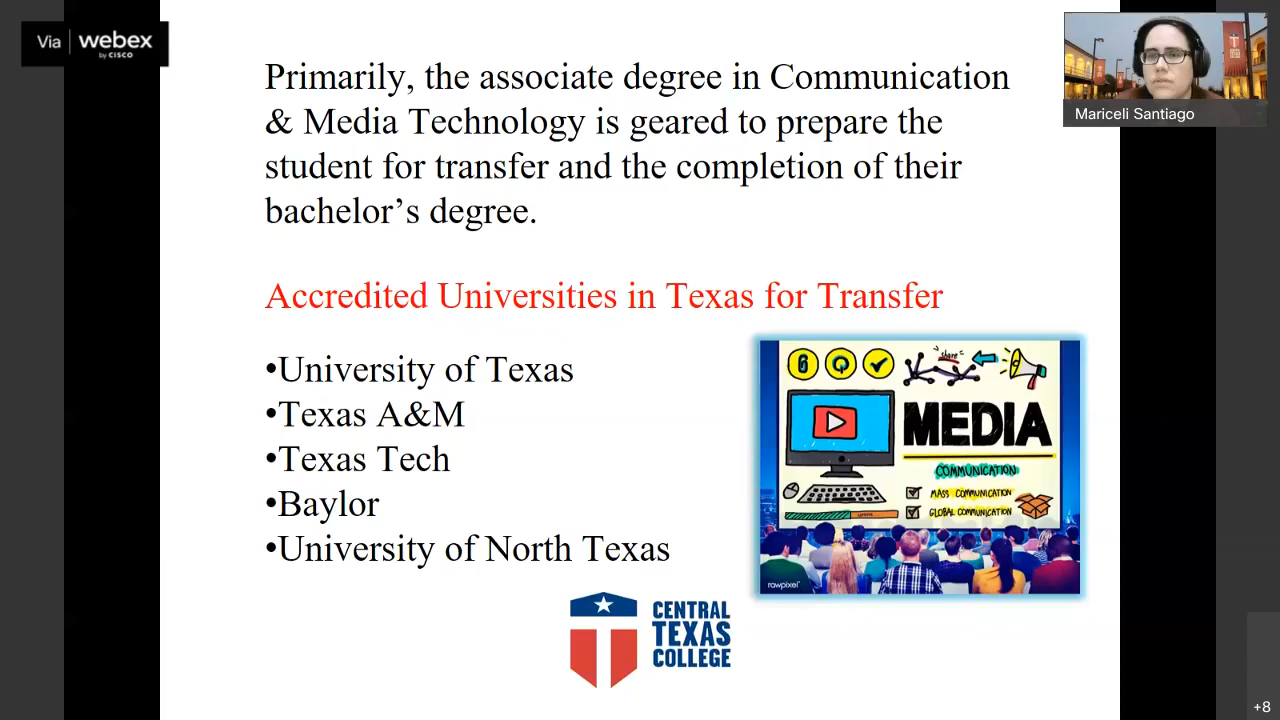 Via webex
by CISCO
Mariceli Santiago
Primarily, the associate degree in Communication
& Media Technology is geared to prepare the
student for transfer and the completion of their
bachelor’s degree.
Accredited Universities in Texas for Transfer
•University of Texas
•Texas A&M
•Texas Tech
•Baylor
•University of North Texas
share
MEDIA
COMMUNICATION
MASS COMMUNICATION
GLOBAL COMMUNICATION
rawpixel
CENTRAL
TEXAS
COLLEGE
+8